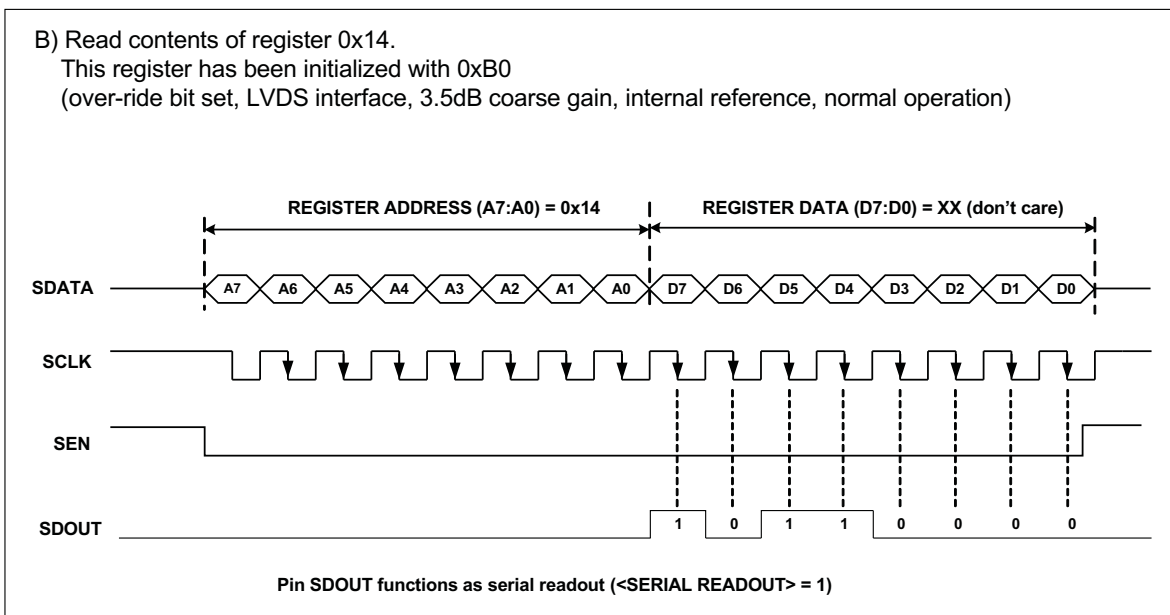 B) Read contents of register 0x14.
This register has been initialized with 0xB0
(over-ride bit set, LVDS interface, 3.5dB coarse gain, internal reference, normal operation)
REGISTER ADDRESS (A7:A0) = 0x14 REGISTER DATA (D7:D0) = XX (don't care)
SDATA A7 A6 A5 A4 A3 A2 A1 A0 D7 D6 D5 D4 D3 D2 D1 D0
SCLK
SEN
SDOUT 1 0 1 1 0 0 0 0
Pin SDOUT functions as serial readout (<SERIAL READOUT> = 1)